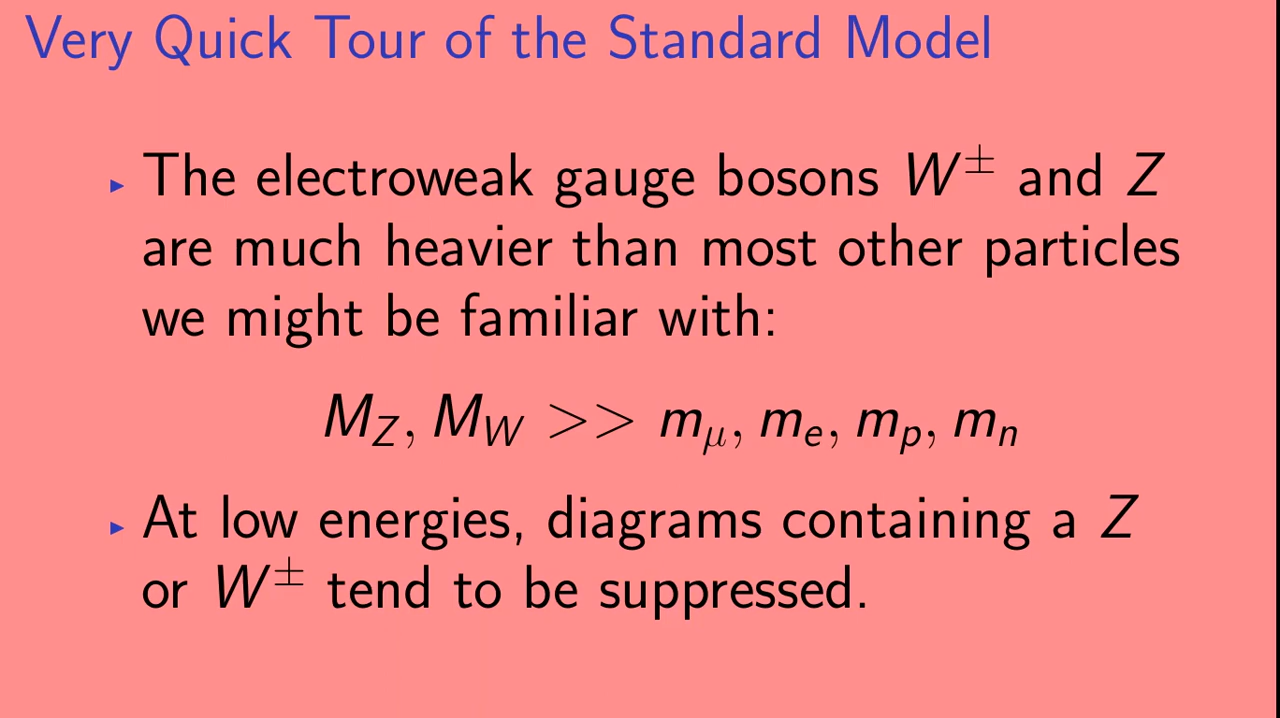 Very Quick Tour of the Standard Model
▸ The electroweak gauge bosons W± and Z
are much heavier than most other particles
we might be familiar with:
M_Z, M_W >> m_μ, m_e, m_p, m_n
▸ At low energies, diagrams containing a Z
or W± tend to be suppressed.